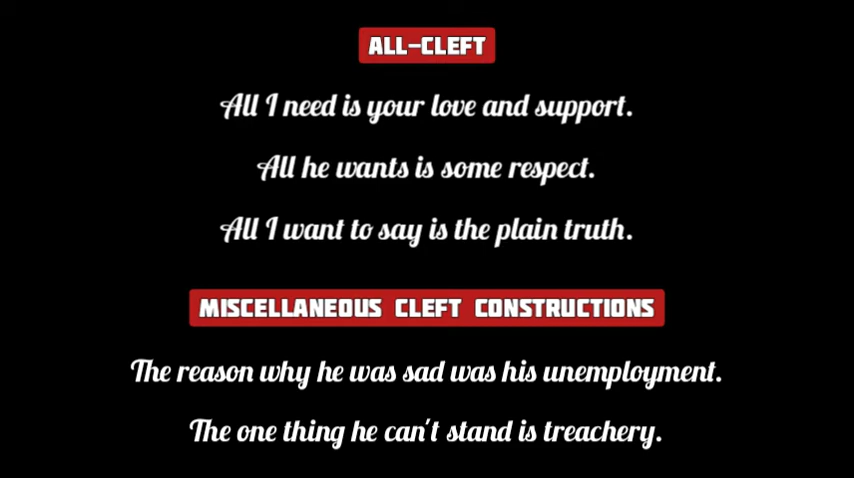 ALL-CLEFT
All I need is your love and support.
All he wants is some respect.
All I want to say is the plain truth.
MISCELLANEOUS CLEFT CONSTRUCTIONS
The reason why he was sad was his unemployment.
The one thing he can't stand is treachery.